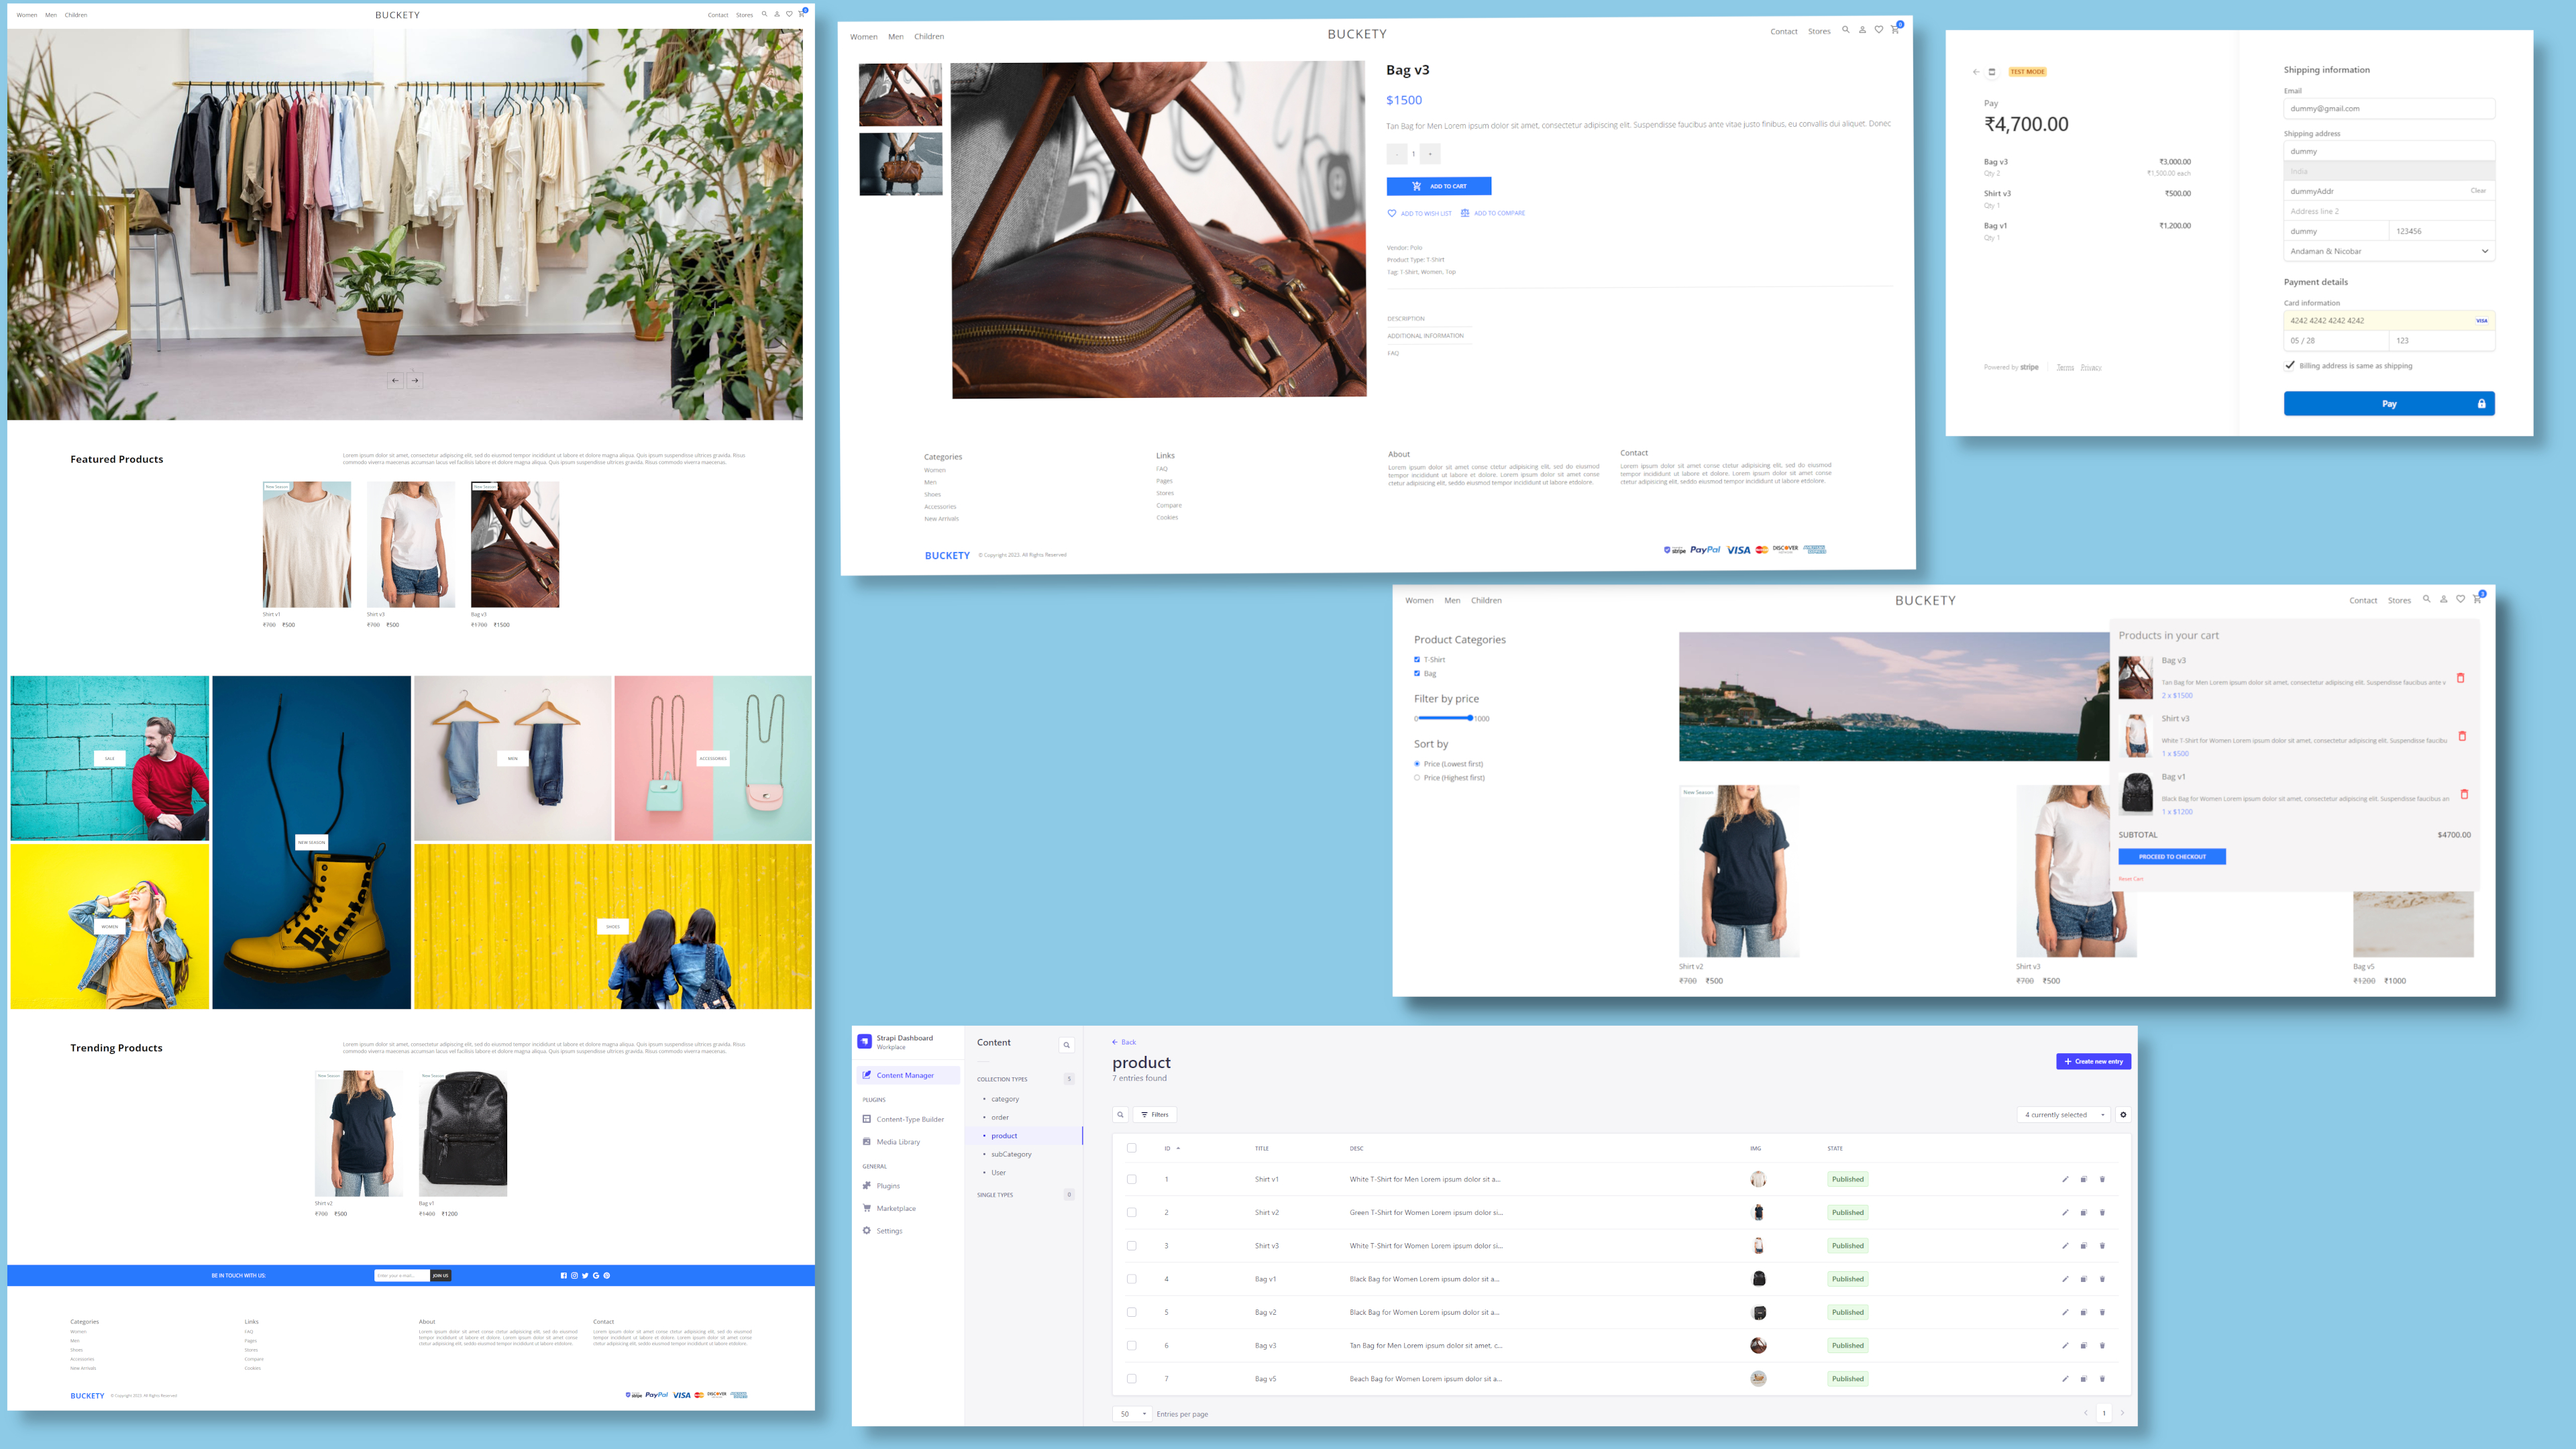 Women Men Children
BUCKETY
Contact Stores
0
Featured Products
Lorem ipsum dolor sit amet, consectetur adipiscing elit, sed do eiusmod tempor incididunt ut labore et dolore magna aliqua. Quis ipsum suspendisse ultrices gravida. Risus
commodo viverra maecenas accumsan lacus vel facilisis labore et dolore magna aliqua. Quis ipsum suspendisse ultrices gravida. Risus commodo viverra maecenas.
New Season
New Season
Shirt v1
₹700 ₹500
Shirt v3
₹700 ₹500
Bag v3
₹1700 ₹1500
SALE
NEW SEASON
MEN
ACCESSORIES
WOMEN
SHOES
Dr. Marten
Trending Products
Lorem ipsum dolor sit amet, consectetur adipiscing elit, sed do eiusmod tempor incididunt ut labore et dolore magna aliqua. Quis ipsum suspendisse ultrices gravida. Risus
commodo viverra maecenas accumsan lacus vel facilisis labore et dolore magna aliqua. Quis ipsum suspendisse ultrices gravida. Risus commodo viverra maecenas.
New Season
New Season
Shirt v2
₹700 ₹500
Bag v1
₹1400 ₹1200
BE IN TOUCH WITH US:
Enter your e-mail...
JOIN US
Categories
Women
Men
Shoes
Accessories
New Arrivals
Links
FAQ
Pages
Stores
Compare
Cookies
About
Lorem ipsum dolor sit amet conse ctetur adipisicing elit, sed do eiusmod
tempor incididunt ut labore et dolore. Lorem ipsum dolor sit amet conse
ctetur adipisicing elit, seddo eiusmod tempor incididunt ut labore etdolore.
Contact
Lorem ipsum dolor sit amet conse ctetur adipisicing elit, sed do eiusmod
tempor incididunt ut labore et dolore. Lorem ipsum dolor sit amet conse
ctetur adipisicing elit, seddo eiusmod tempor incididunt ut labore etdolore.
BUCKETY
© Copyright 2023. All Rights Reserved
stripe PayPal VISA DISCOVER
Women Men Children
BUCKETY
Contact Stores
0
Bag v3
$1500
Tan Bag for Men Lorem ipsum dolor sit amet, consectetur adipiscing elit. Suspendisse faucibus ante vitae justo finibus, eu convallis dui aliquet. Donec
- 1 +
ADD TO CART
ADD TO WISH LIST ADD TO COMPARE
Vendor: Polo
Product Type: T-Shirt
Tag: T-Shirt, Women, Top
DESCRIPTION
ADDITIONAL INFORMATION
FAQ
Categories
Women
Men
Shoes
Accessories
New Arrivals
Links
FAQ
Pages
Stores
Compare
Cookies
About
Lorem ipsum dolor sit amet conse ctetur adipisicing elit, sed do eiusmod
tempor incididunt ut labore et dolore. Lorem ipsum dolor sit amet conse
ctetur adipisicing elit, seddo eiusmod tempor incididunt ut labore etdolore.
Contact
Lorem ipsum dolor sit amet conse ctetur adipisicing elit, sed do eiusmod
tempor incididunt ut labore et dolore. Lorem ipsum dolor sit amet conse
ctetur adipisicing elit, seddo eiusmod tempor incididunt ut labore etdolore.
BUCKETY
© Copyright 2023. All Rights Reserved
stripe PayPal VISA DISCOVER
TEST MODE
Pay
₹4,700.00
Bag v3 ₹3,000.00
Qty 2 ₹1,500.00 each
Shirt v3 ₹500.00
Qty 1
Bag v1 ₹1,200.00
Qty 1
Powered by stripe Terms Privacy
Shipping information
Email
dummy@gmail.com
Shipping address
dummy
India
dummyAddr Clear
Address line 2
dummy 123456
Andaman & Nicobar
Payment details
Card information
4242 4242 4242 4242 VISA
05 / 28 123
Billing address is same as shipping
Pay
Women Men Children
BUCKETY
Contact Stores
3
Product Categories
T-Shirt
Bag
Filter by price
0 1000
Sort by
Price (Lowest first)
Price (Highest first)
Products in your cart
Bag v3
Tan Bag for Men Lorem ipsum dolor sit amet, consectetur adipiscing elit. Suspendisse faucibus ante v
2 x $1500
Shirt v3
White T-Shirt for Women Lorem ipsum dolor sit amet, consectetur adipiscing elit. Suspendisse faucibu
1 x $500
Bag v1
Black Bag for Women Lorem ipsum dolor sit amet, consectetur adipiscing elit. Suspendisse faucibus an
1 x $1200
SUBTOTAL $4700.00
PROCEED TO CHECKOUT
Reset Cart
New Season
Shirt v2
₹700 ₹500
Shirt v3
₹700 ₹500
Bag v5
₹1200 ₹1000
Strapi Dashboard
Workplace
Content Manager
PLUGINS
Content-Type Builder
Media Library
GENERAL
Plugins
Marketplace
Settings
Content
COLLECTION TYPES 5
category
order
product
subCategory
User
SINGLE TYPES 0
Back
product
7 entries found
Create new entry
Filters
4 currently selected
ID TITLE DESC IMG STATE
1 Shirt v1 White T-Shirt for Men Lorem ipsum dolor sit a... Published
2 Shirt v2 Green T-Shirt for Women Lorem ipsum dolor si... Published
3 Shirt v3 White T-Shirt for Women Lorem ipsum dolor si... Published
4 Bag v1 Black Bag for Women Lorem ipsum dolor sit a... Published
5 Bag v2 Black Bag for Women Lorem ipsum dolor sit a... Published
6 Bag v3 Tan Bag for Men Lorem ipsum dolor sit amet, c... Published
7 Bag v5 Beach Bag for Women Lorem ipsum dolor sit a... Published
50 Entries per page
1